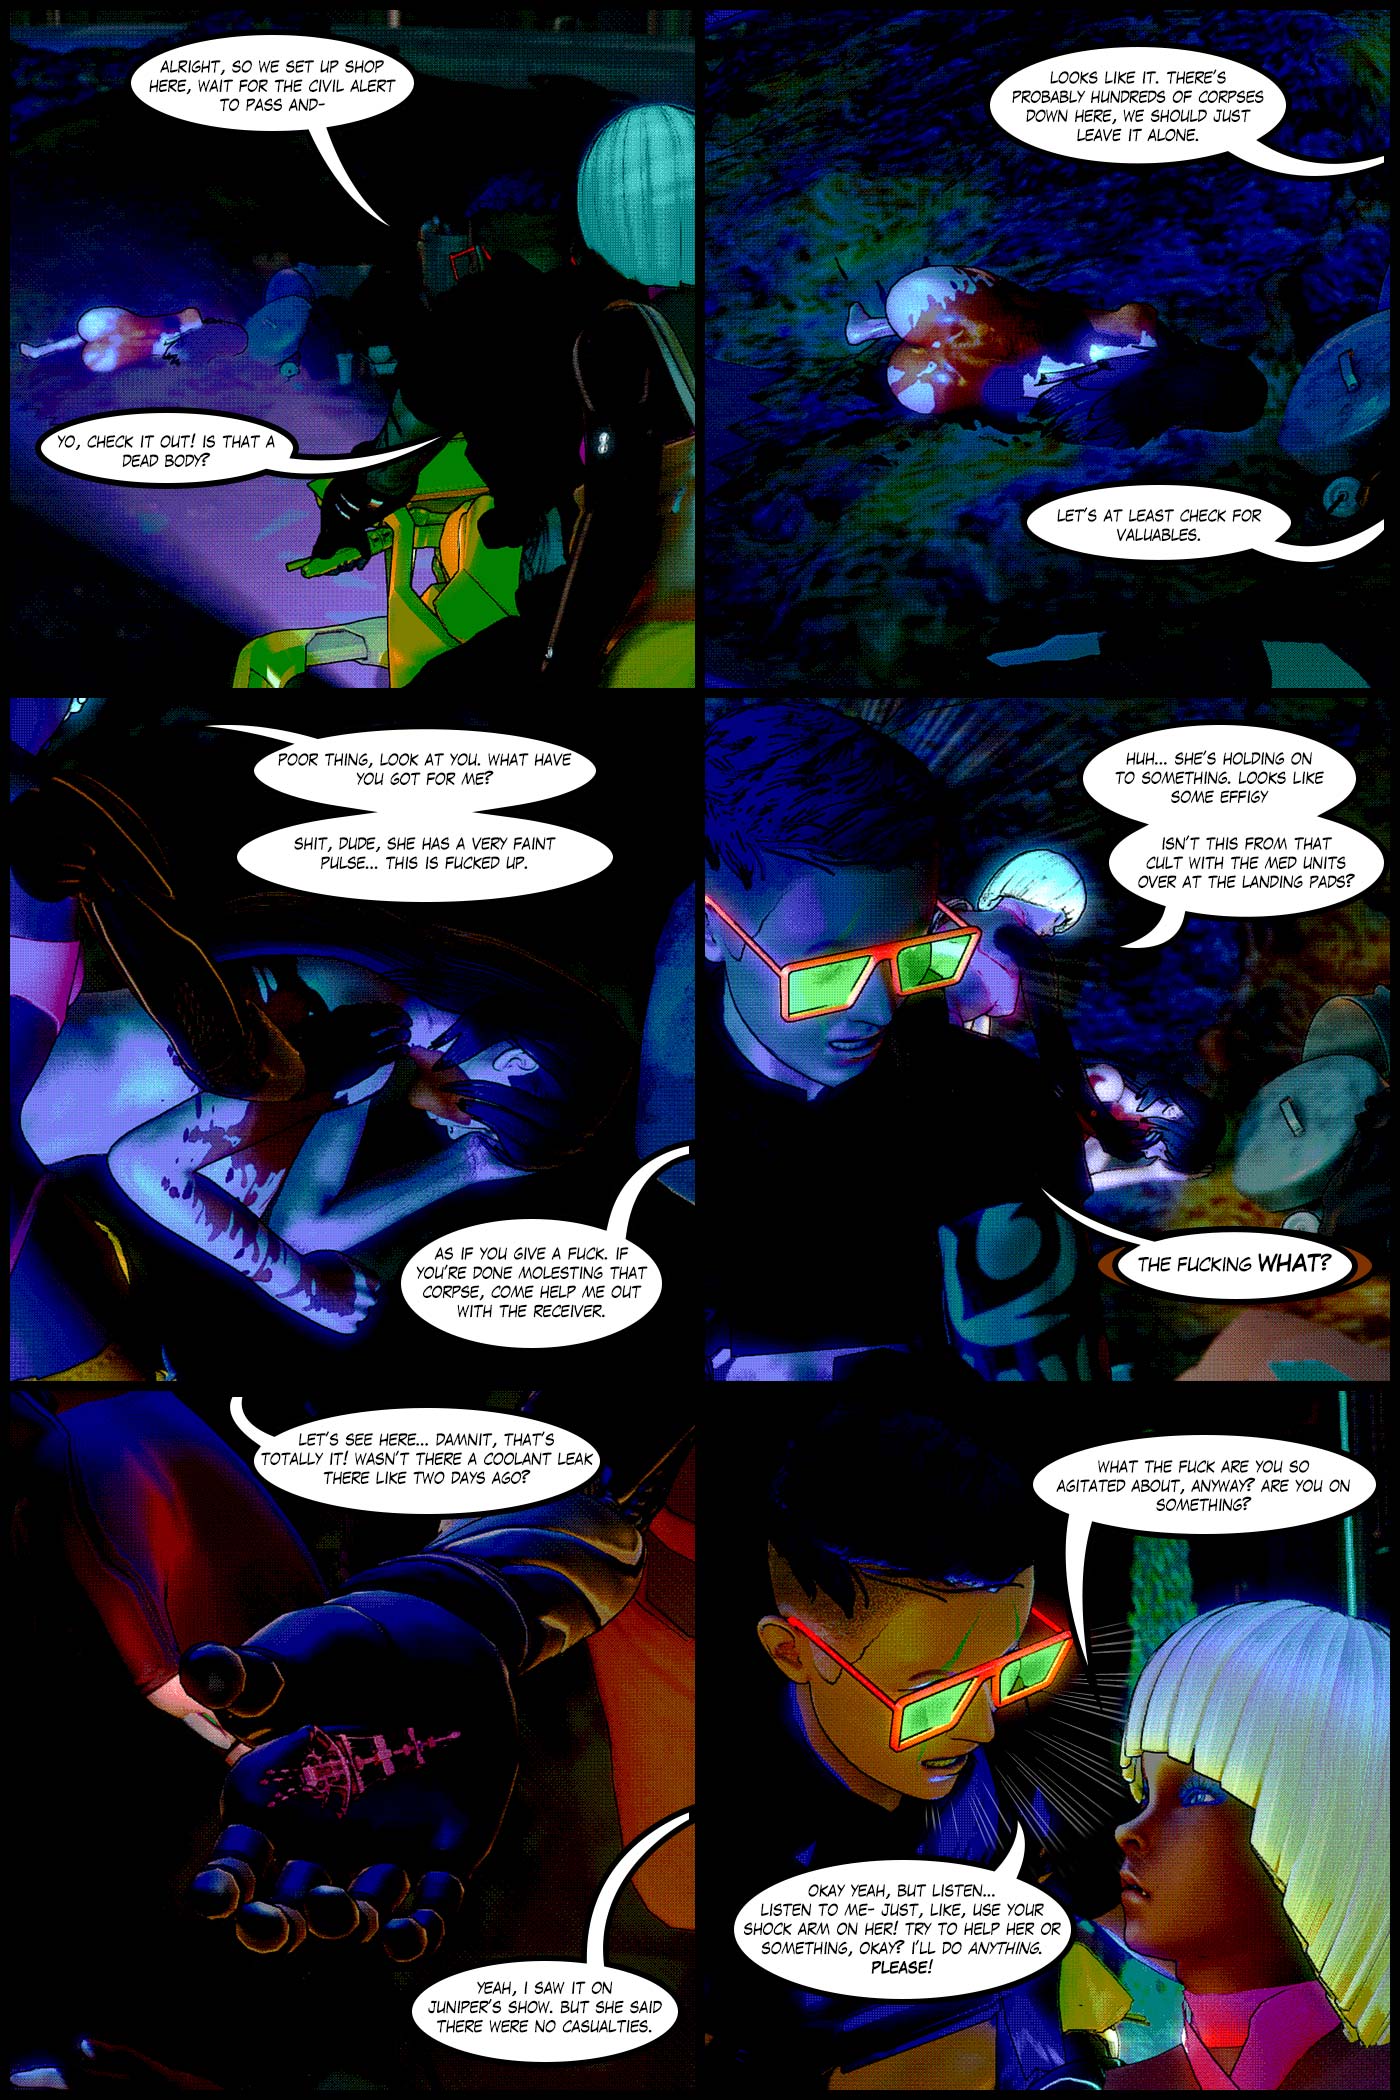 ALRIGHT, SO WE SET UP SHOP
HERE, WAIT FOR THE CIVIL ALERT
TO PASS AND-
YO, CHECK IT OUT! IS THAT A
DEAD BODY?
LOOKS LIKE IT. THERE'S
PROBABLY HUNDREDS OF CORPSES
DOWN HERE, WE SHOULD JUST
LEAVE IT ALONE.
LET'S AT LEAST CHECK FOR
VALUABLES.
POOR THING, LOOK AT YOU. WHAT HAVE
YOU GOT FOR ME?
SHIT, DUDE, SHE HAS A VERY FAINT
PULSE... THIS IS FUCKED UP.
AS IF YOU GIVE A FUCK. IF
YOU'RE DONE MOLESTING THAT
CORPSE, COME HELP ME OUT
WITH THE RECEIVER.
HUH... SHE'S HOLDING ON
TO SOMETHING. LOOKS LIKE
SOME EFFIGY
ISN'T THIS FROM THAT
CULT WITH THE MED UNITS
OVER AT THE LANDING PADS?
THE FUCKING WHAT?
LET'S SEE HERE... DAMNIT, THAT'S
TOTALLY IT! WASN'T THERE A COOLANT LEAK
THERE LIKE TWO DAYS AGO?
YEAH, I SAW IT ON
JUNIPER'S SHOW. BUT SHE SAID
THERE WERE NO CASUALTIES.
WHAT THE FUCK ARE YOU SO
AGITATED ABOUT, ANYWAY? ARE YOU ON
SOMETHING?
OKAY YEAH, BUT LISTEN...
LISTEN TO ME- JUST, LIKE, USE YOUR
SHOCK ARM ON HER! TRY TO HELP HER OR
SOMETHING, OKAY? I'LL DO ANYTHING.
PLEASE!